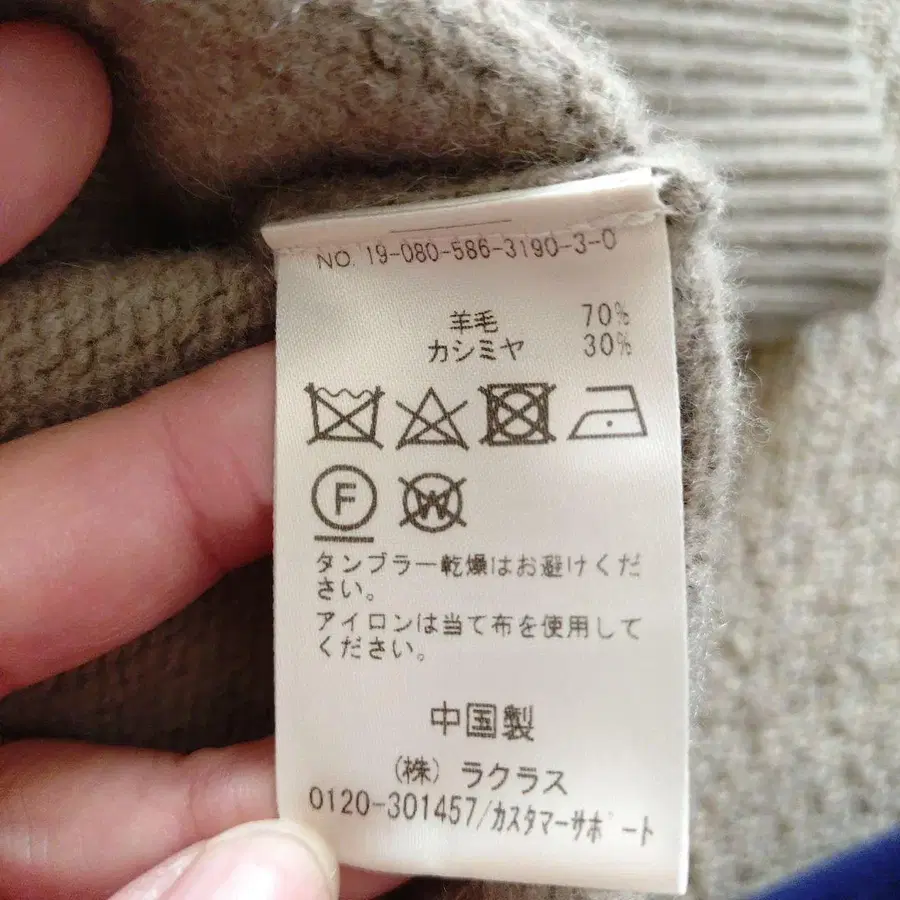 NO. 19-080-586-3190-3-0
羊毛 70%
カシミヤ 30%
F W
タンブラー乾燥はお避けくだ
さい。
アイロンは当て布を使用して
ください。
中国製
(株) ラクラス
0120-301457/カスタマーサポート